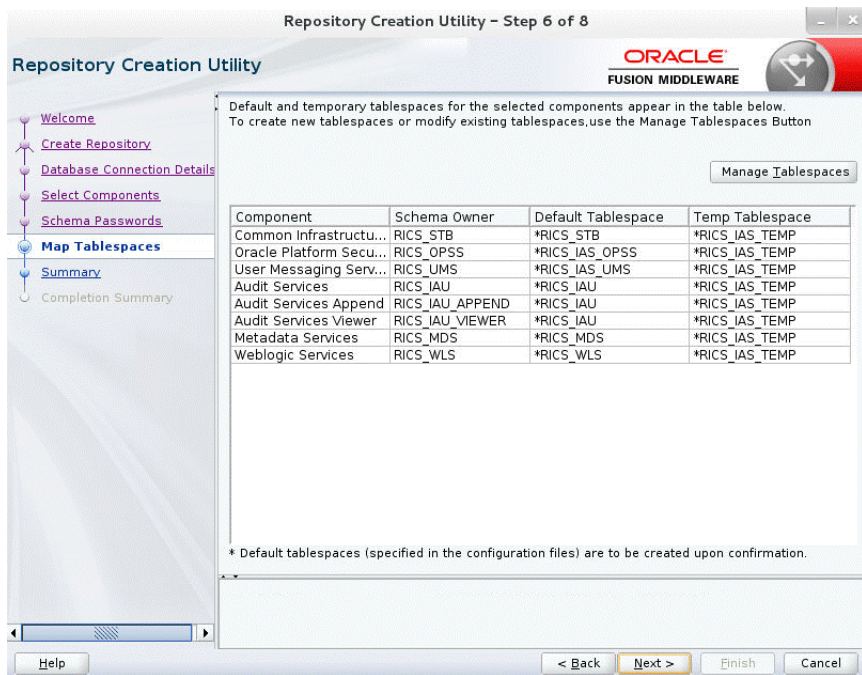 Repository Creation Utility - Step 6 of 8
Repository Creation Utility
ORACLE
FUSION MIDDLEWARE
Welcome
Create Repository
Database Connection Details
Select Components
Schema Passwords
Map Tablespaces
Summary
Completion Summary
Default and temporary tablespaces for the selected components appear in the table below.
To create new tablespaces or modify existing tablespaces,use the Manage Tablespaces Button
Manage Tablespaces
Component Schema Owner Default Tablespace Temp Tablespace
Common Infrastructu... RICS_STB *RICS_STB *RICS_IAS_TEMP
Oracle Platform Secu... RICS_OPSS *RICS_IAS_OPSS *RICS_IAS_TEMP
User Messaging Serv... RICS_UMS *RICS_IAS_UMS *RICS_IAS_TEMP
Audit Services RICS_IAU *RICS_IAU *RICS_IAS_TEMP
Audit Services Append RICS_IAU_APPEND *RICS_IAU *RICS_IAS_TEMP
Audit Services Viewer RICS_IAU_VIEWER *RICS_IAU *RICS_IAS_TEMP
Metadata Services RICS_MDS *RICS_MDS *RICS_IAS_TEMP
Weblogic Services RICS_WLS *RICS_WLS *RICS_IAS_TEMP
* Default tablespaces (specified in the configuration files) are to be created upon confirmation.
Help < Back Next > Finish Cancel